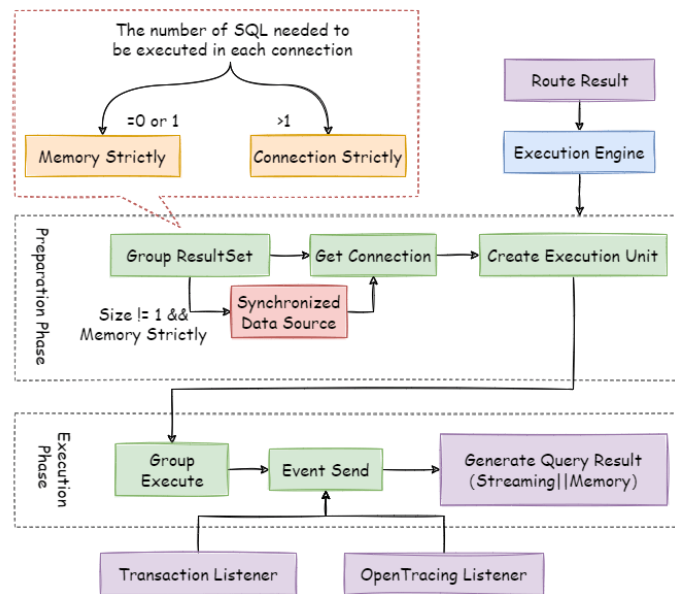 The number of SQL needed to
be executed in each connection
=0 or 1
>1
Memory Strictly
Connection Strictly
Route Result
Execution Engine
Preparation Phase
Group ResultSet
Get Connection
Create Execution Unit
Size != 1 &&
Memory Strictly
Synchronized
Data Source
Execution
Phase
Group
Execute
Event Send
Generate Query Result
(Streaming||Memory)
Transaction Listener
OpenTracing Listener